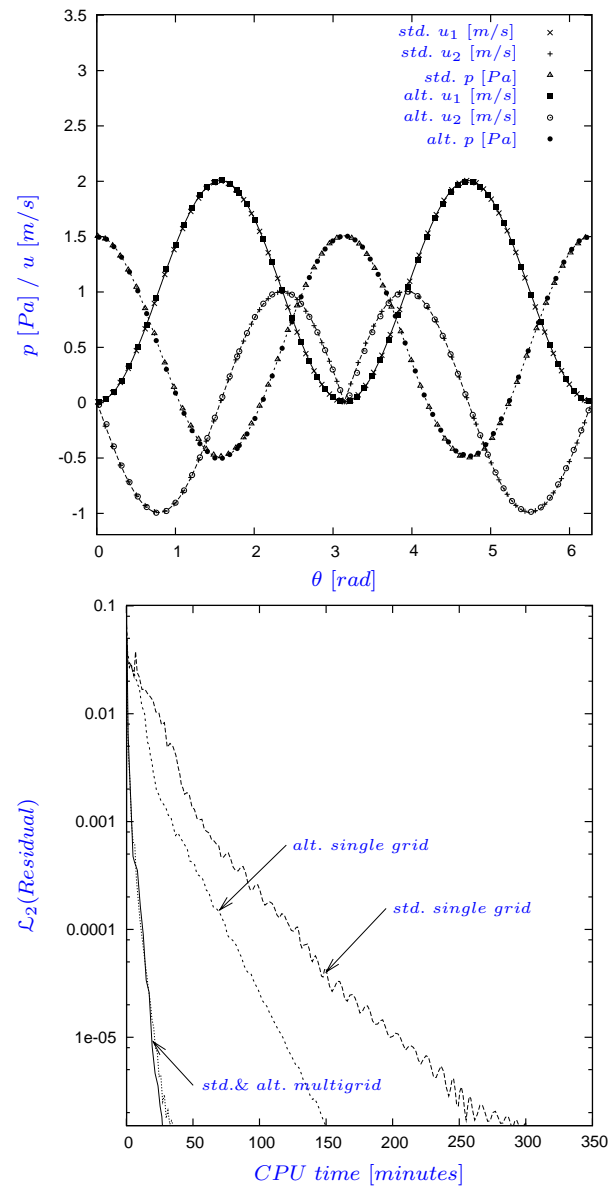 3.5
3
2.5
2
1.5
1
0.5
0
-0.5
-1
p [Pa] / u [m/s]
std. u₁ [m/s]
std. u₂ [m/s]
std. p [Pa]
alt. u₁ [m/s]
alt. u₂ [m/s]
alt. p [Pa]
0 1 2 3 4 5 6
θ [rad]
0.1
0.01
0.001
0.0001
1e-05
ℒ₂(Residual)
alt. single grid
std. single grid
std.& alt. multigrid
0 50 100 150 200 250 300 350
CPU time [minutes]